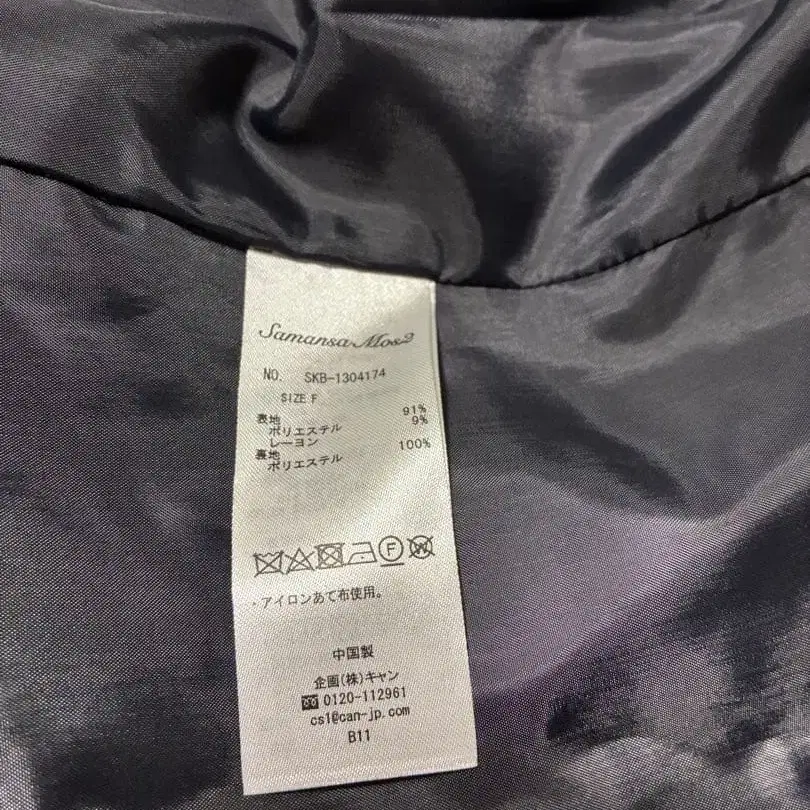 Samansa Mos2
NO. SKB-1304174
SIZE.F
表地
ポリエステル 91%
レーヨン 9%
裏地
ポリエステル 100%
F W
・アイロンあて布使用。
中国製
企画(株)キャン
0120-112961
cs1@can-jp.com
B11